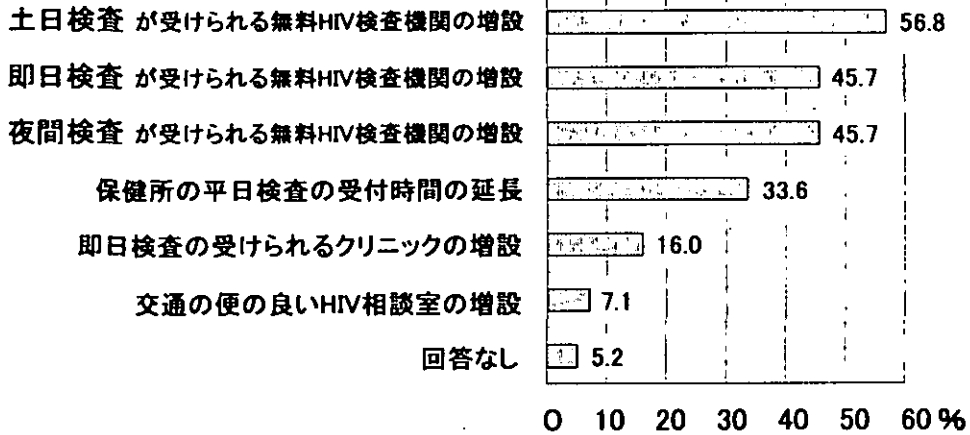 土日検査 が受けられる無料HIV検査機関の増設 56.8
即日検査 が受けられる無料HIV検査機関の増設 45.7
夜間検査 が受けられる無料HIV検査機関の増設 45.7
保健所の平日検査の受付時間の延長 33.6
即日検査の受けられるクリニックの増設 16.0
交通の便の良いHIV相談室の増設 7.1
回答なし 5.2
0 10 20 30 40 50 60 %